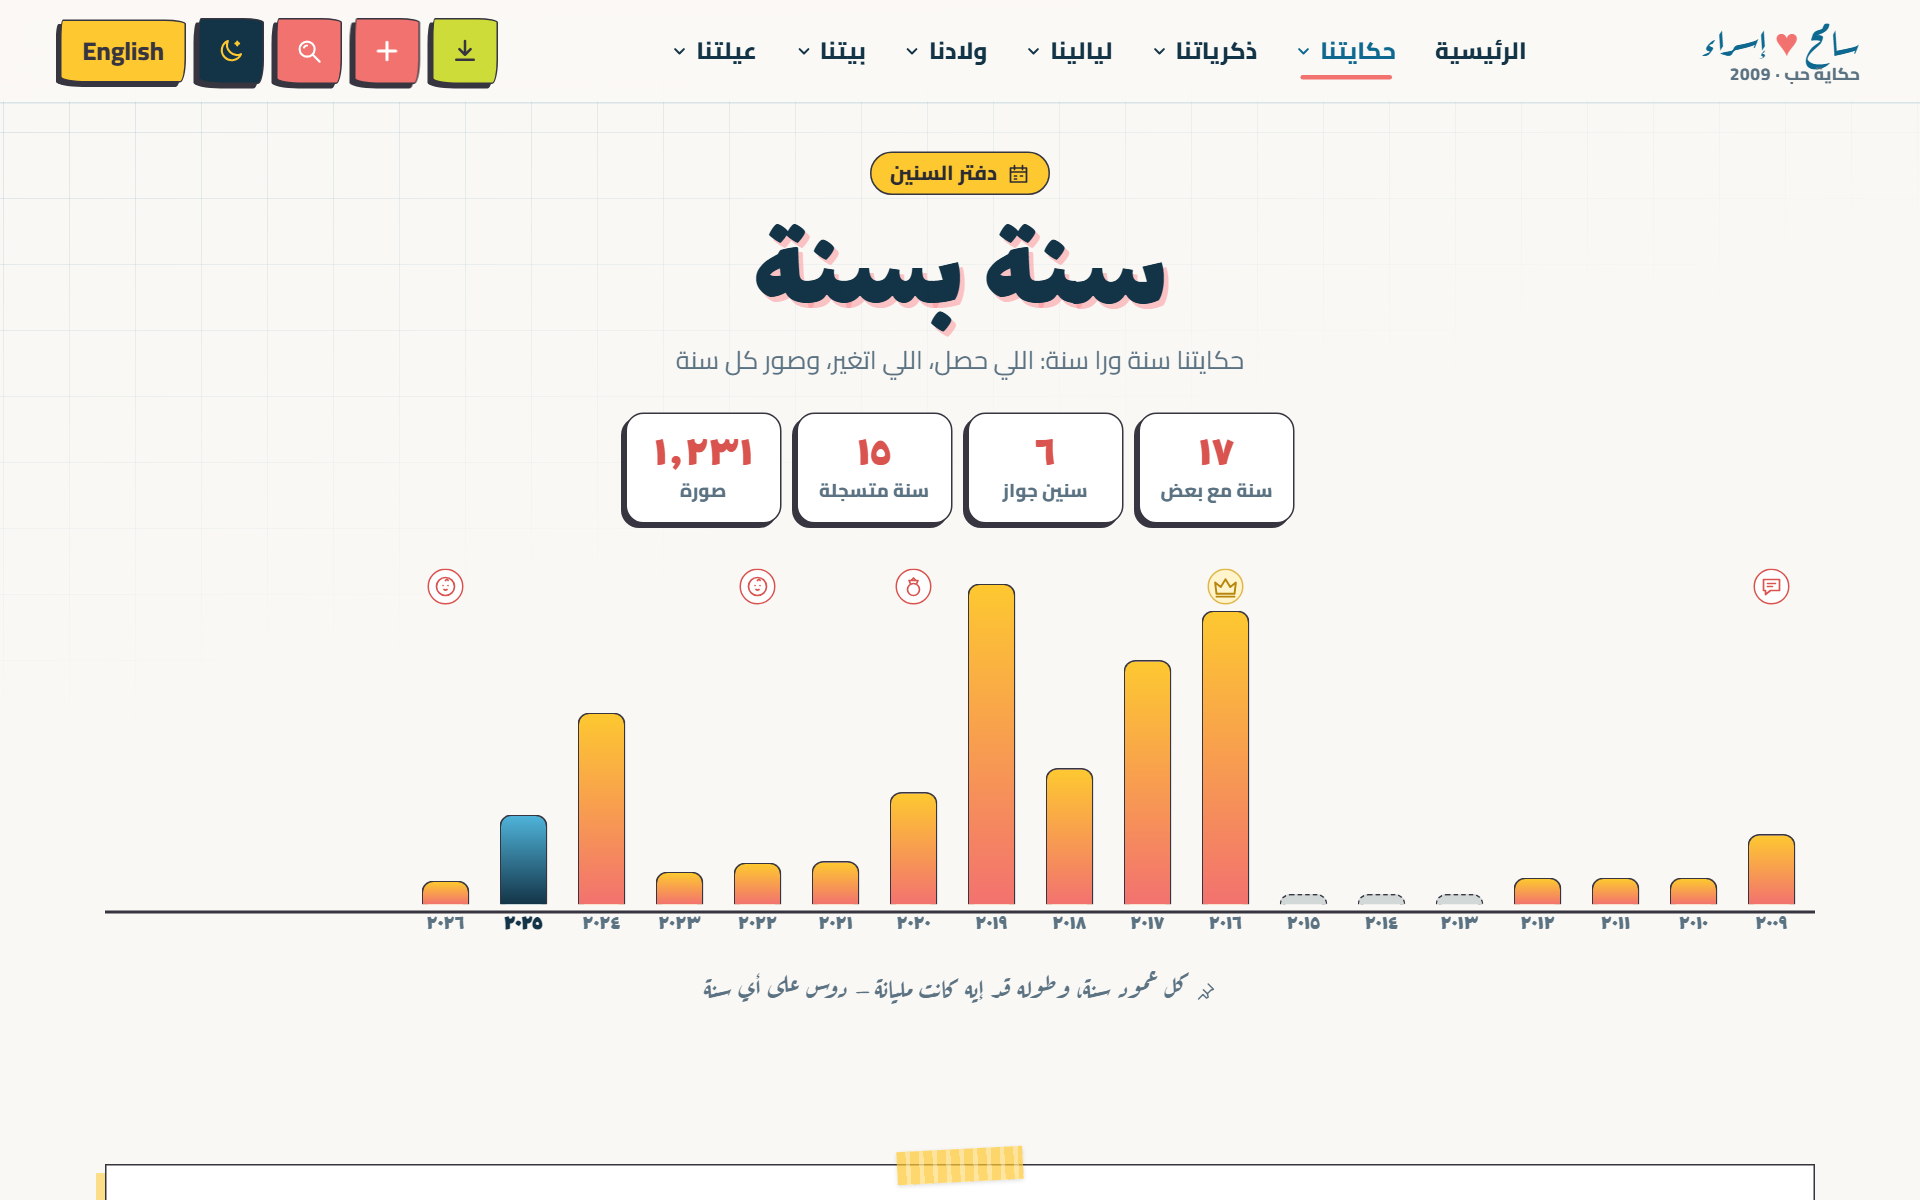 سامح ♥ إسراء
حكاية حب · 2009
الرئيسية
حكايتنا
ذكرياتنا
ليالينا
ولادنا
بيتنا
عيلتنا
English
دفتر السنين
سنة بسنة
حكايتنا سنة ورا سنة: اللي حصل، اللي اتغير، وصور كل سنة
١٧
سنة مع بعض
٦
سنين جواز
١٥
سنة متسجلة
١,٢٣١
صورة
٢٠٠٩
٢٠١٠
٢٠١١
٢٠١٢
٢٠١٣
٢٠١٤
٢٠١٥
٢٠١٦
٢٠١٧
٢٠١٨
٢٠١٩
٢٠٢٠
٢٠٢١
٢٠٢٢
٢٠٢٣
٢٠٢٤
٢٠٢٥
٢٠٢٦
كل عمود سنة، وطوله قد إيه كانت مليانة — دوس على أي سنة